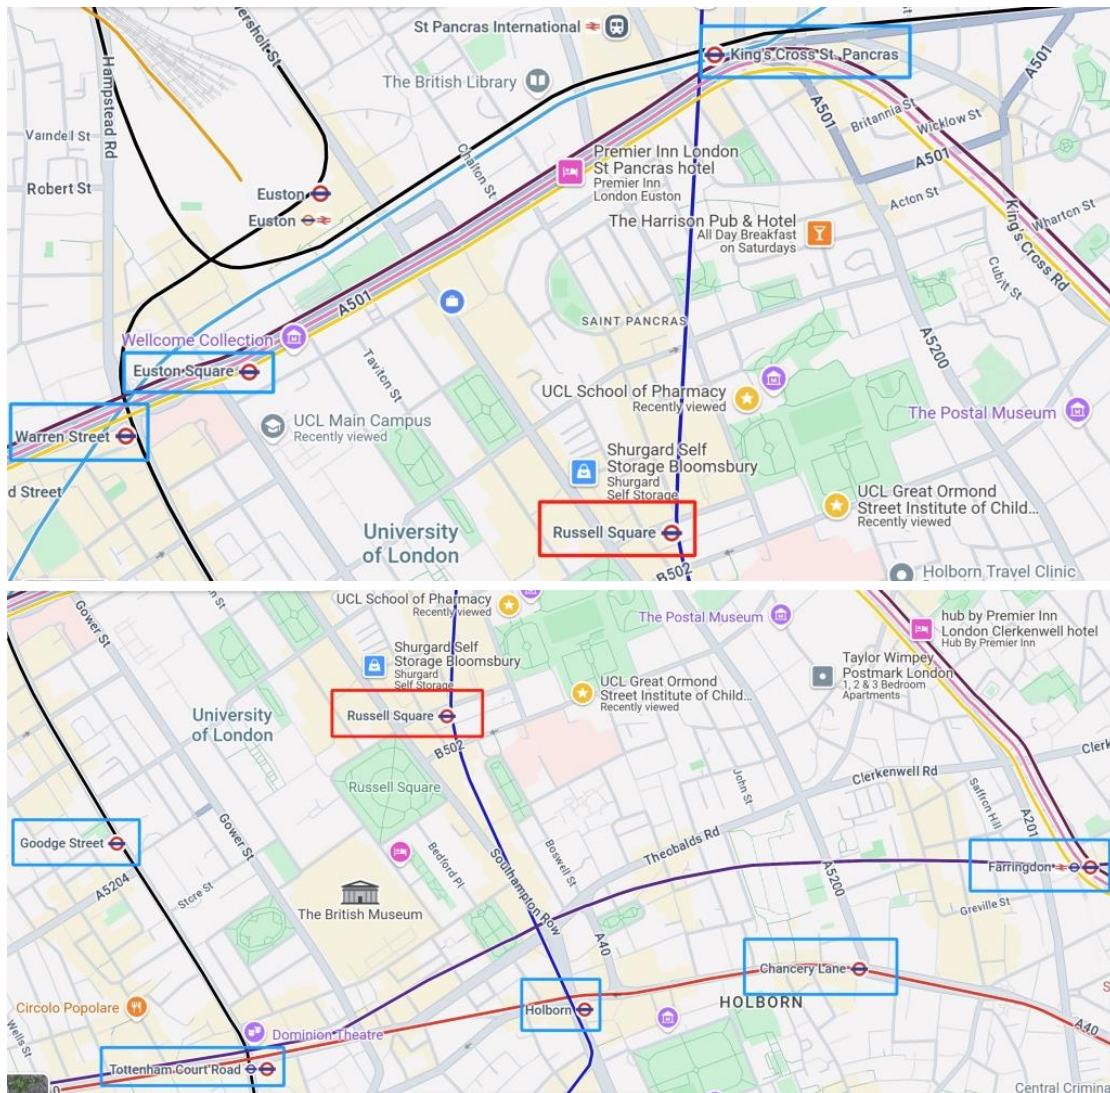 St Pancras International
ersholt St
King's Cross St. Pancras
A501
The British Library
Hampstead Rd
A501
Britannia St
Wicklow St
Varndell St
Chalton St
Premier Inn London
St Pancras hotel
Premier Inn
London Euston
A501
Robert St
Euston
Acton St
Euston
The Harrison Pub & Hotel
All Day Breakfast
on Saturdays
King's Cross Rd
Wharton St
Cubitt St
A501
SAINT PANCRAS
Wellcome Collection
A5200
Euston Square
Taviton St
UCL School of Pharmacy
Recently viewed
The Postal Museum
UCL Main Campus
Recently viewed
Warren Street
Shurgard Self
Storage Bloomsbury
Shurgard
Self Storage
d Street
UCL Great Ormond
Street Institute of Child...
Recently viewed
University
of London
Russell Square
B502
Holborn Travel Clinic
Gower St
on St
UCL School of Pharmacy
Recently viewed
The Postal Museum
hub by Premier Inn
London Clerkenwell hotel
Hub By Premier Inn
Shurgard Self
Storage Bloomsbury
Shurgard
Self Storage
Taylor Wimpey
Postmark London
1, 2 & 3 Bedroom
Apartments
UCL Great Ormond
Street Institute of Child...
Recently viewed
University
of London
Russell Square
B502
Clerk
Clerkenwell Rd
Russell Square
John St
Saffron Hill
A201
Gower St
Goodge Street
Theobalds Rd
Boswell St
Bedford Pl
Southampton Row
Farringdon
A5204
Store St
A5200
Greville St
The British Museum
A40
Chancery Lane
Circolo Popolare
Holborn
HOLBORN
Wells St
Dominion Theatre
A40
Tottenham Court Road
Central Crimina